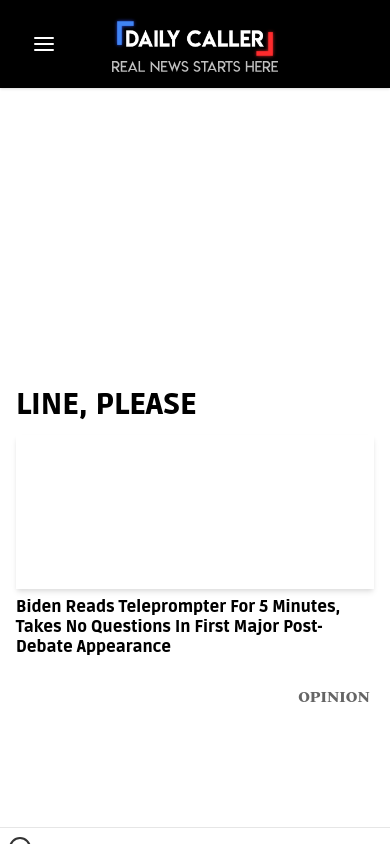 DAILY CALLER
REAL NEWS STARTS HERE
LINE, PLEASE
Biden Reads Teleprompter For 5 Minutes,
Takes No Questions In First Major Post-
Debate Appearance
OPINION